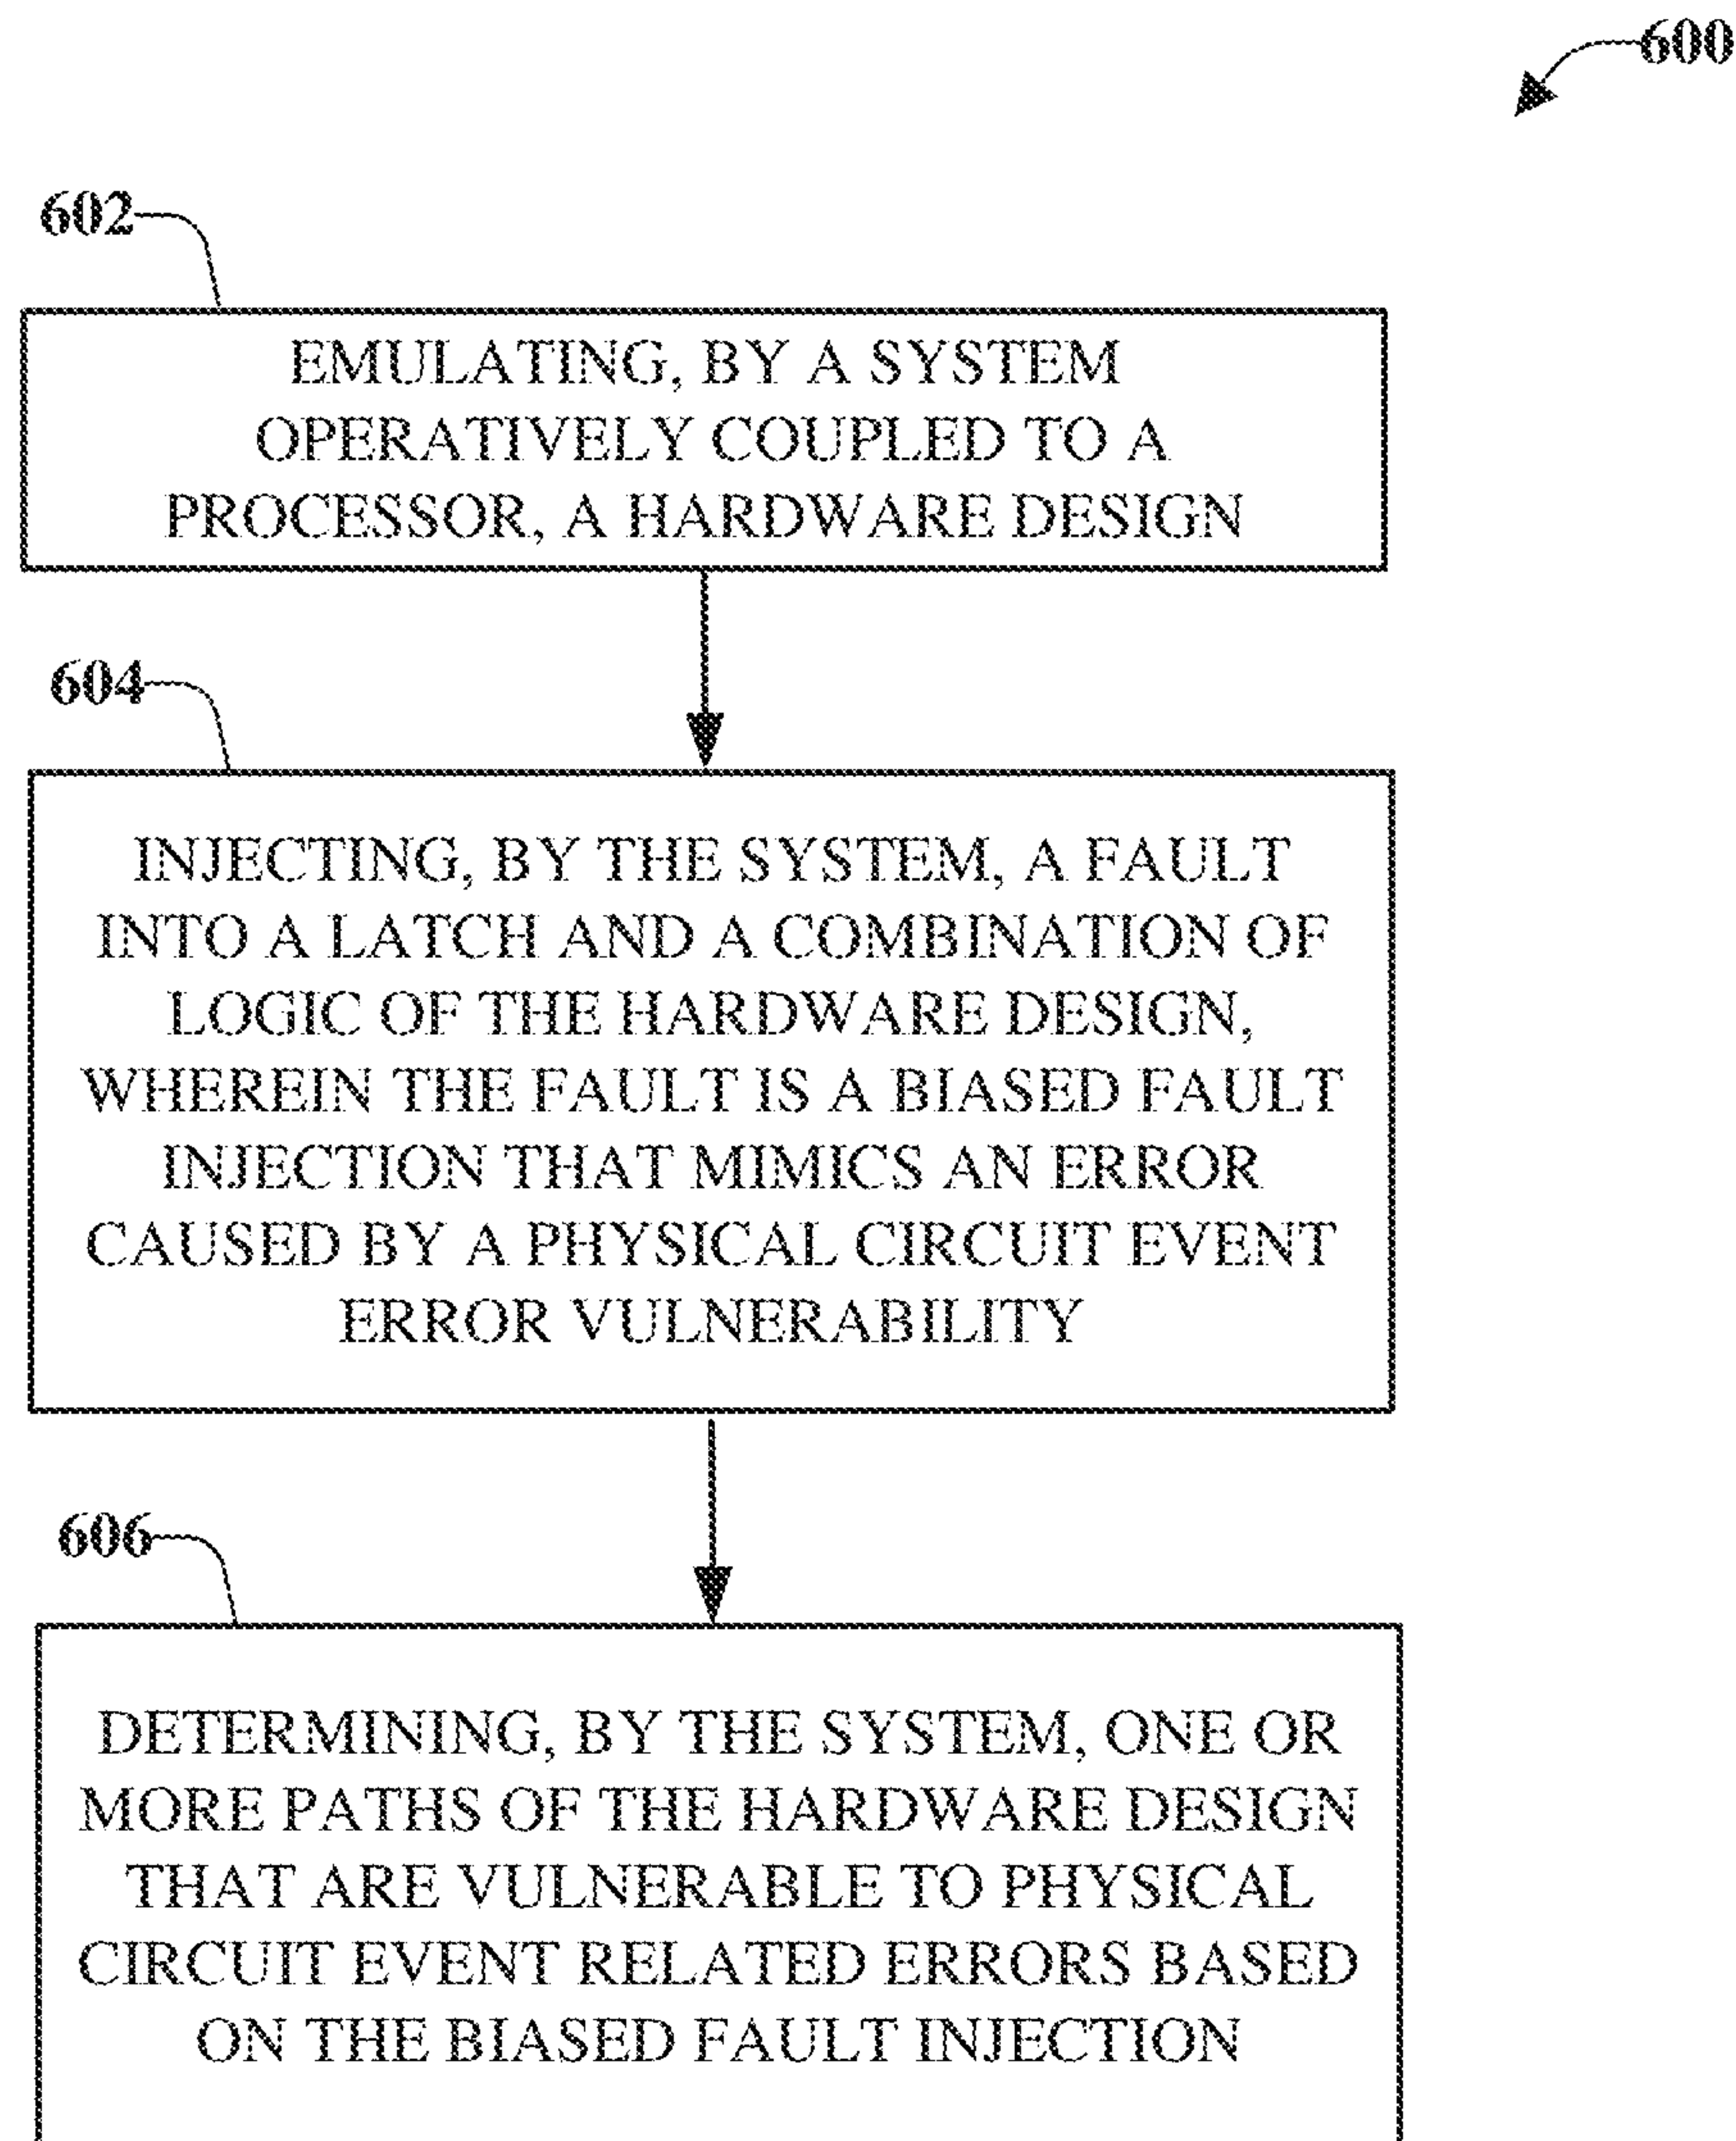 600
602
EMULATING, BY A SYSTEM
OPERATIVELY COUPLED TO A
PROCESSOR, A HARDWARE DESIGN
604
INJECTING, BY THE SYSTEM, A FAULT
INTO A LATCH AND A COMBINATION OF
LOGIC OF THE HARDWARE DESIGN,
WHEREIN THE FAULT IS A BIASED FAULT
INJECTION THAT MIMICS AN ERROR
CAUSED BY A PHYSICAL CIRCUIT EVENT
ERROR VULNERABILITY
606
DETERMINING, BY THE SYSTEM, ONE OR
MORE PATHS OF THE HARDWARE DESIGN
THAT ARE VULNERABLE TO PHYSICAL
CIRCUIT EVENT RELATED ERRORS BASED
ON THE BIASED FAULT INJECTION